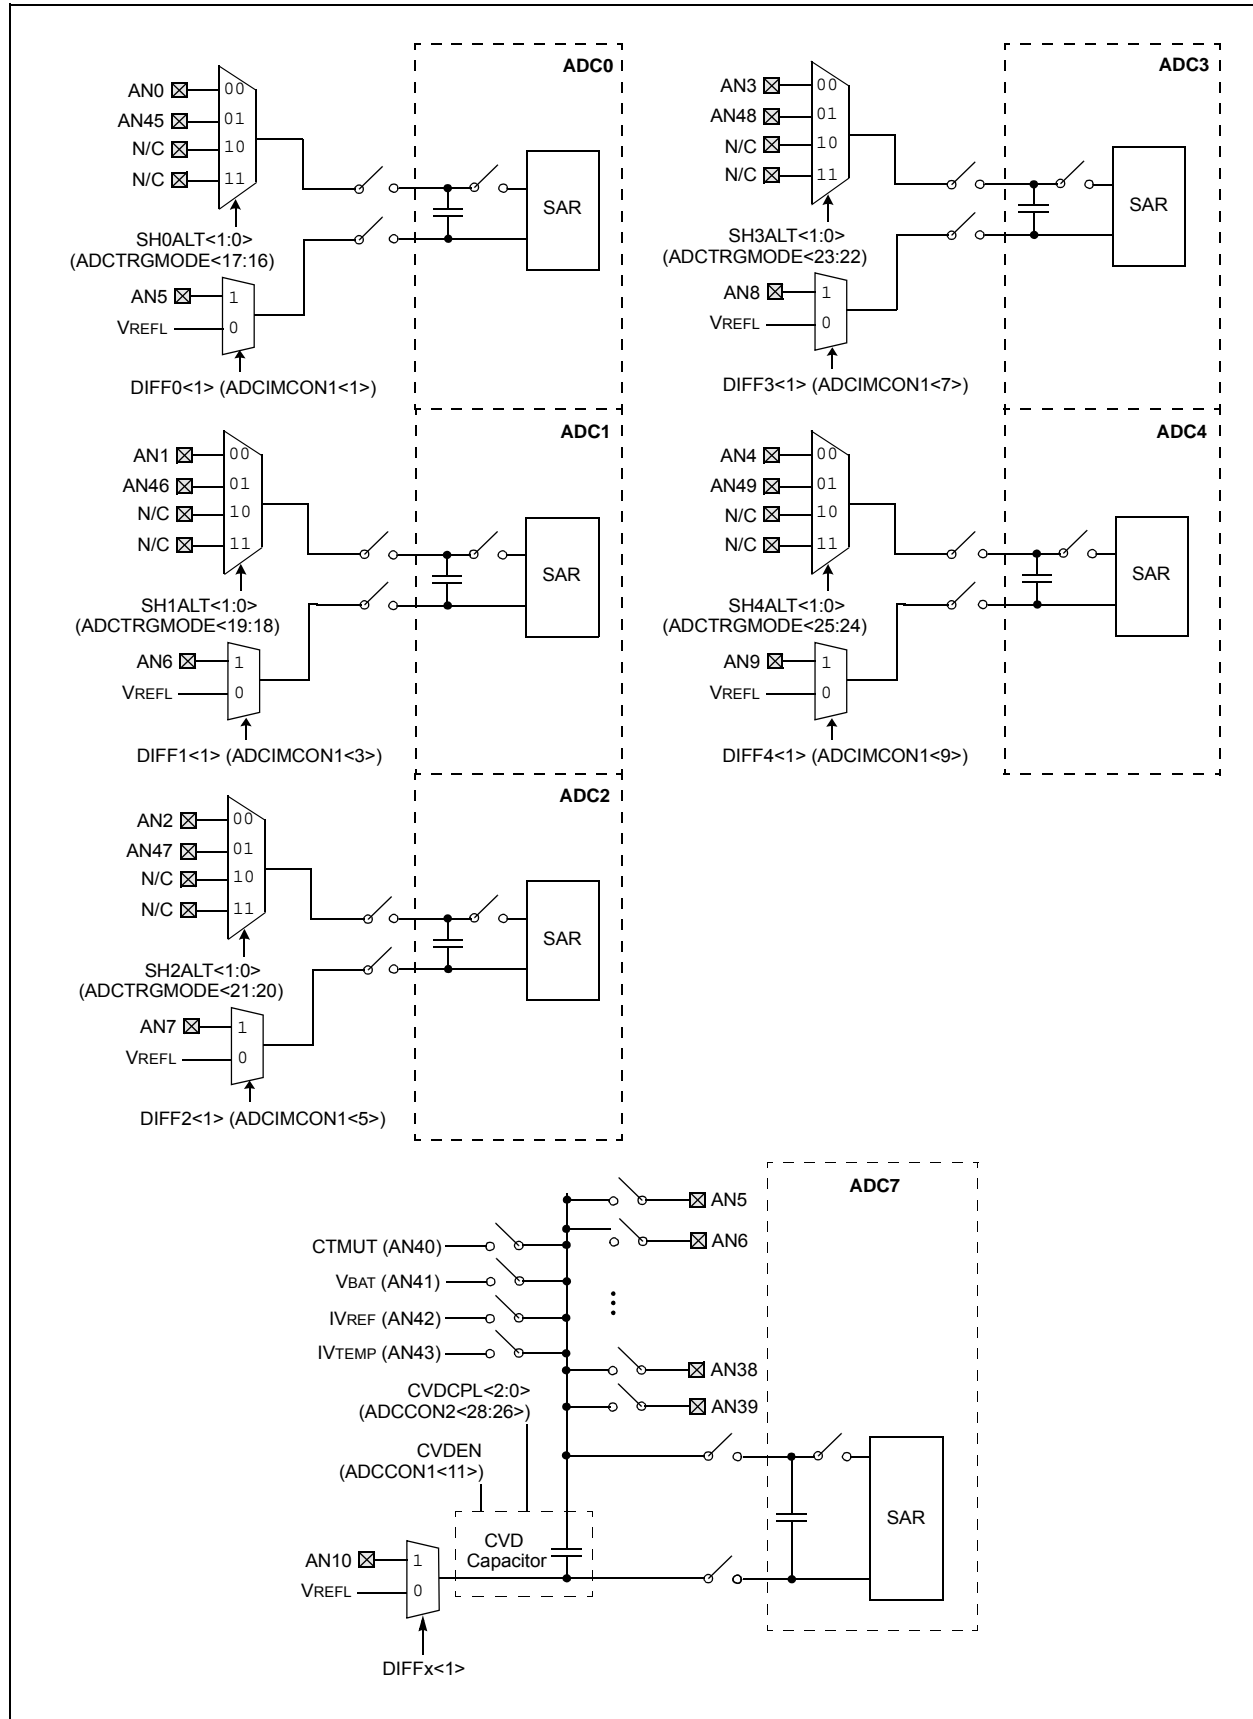 ADC0
AN0
00
AN45
01
N/C
10
N/C
11
SAR
SH0ALT<1:0>
(ADCTRGMODE<17:16)
AN5
1
VREFL
0
DIFF0<1> (ADCIMCON1<1>)
ADC1
AN1
00
AN46
01
N/C
10
N/C
11
SAR
SH1ALT<1:0>
(ADCTRGMODE<19:18)
AN6
1
VREFL
0
DIFF1<1> (ADCIMCON1<3>)
ADC2
AN2
00
AN47
01
N/C
10
N/C
11
SAR
SH2ALT<1:0>
(ADCTRGMODE<21:20)
AN7
1
VREFL
0
DIFF2<1> (ADCIMCON1<5>)
ADC3
AN3
00
AN48
01
N/C
10
N/C
11
SAR
SH3ALT<1:0>
(ADCTRGMODE<23:22)
AN8
1
VREFL
0
DIFF3<1> (ADCIMCON1<7>)
ADC4
AN4
00
AN49
01
N/C
10
N/C
11
SAR
SH4ALT<1:0>
(ADCTRGMODE<25:24)
AN9
1
VREFL
0
DIFF4<1> (ADCIMCON1<9>)
ADC7
AN5
AN6
CTMUT (AN40)
VBAT (AN41)
IVREF (AN42)
IVTEMP (AN43)
AN38
AN39
CVDCPL<2:0>
(ADCCON2<28:26>)
CVDEN
(ADCCON1<11>)
SAR
CVD
Capacitor
AN10
1
VREFL
0
DIFFx<1>